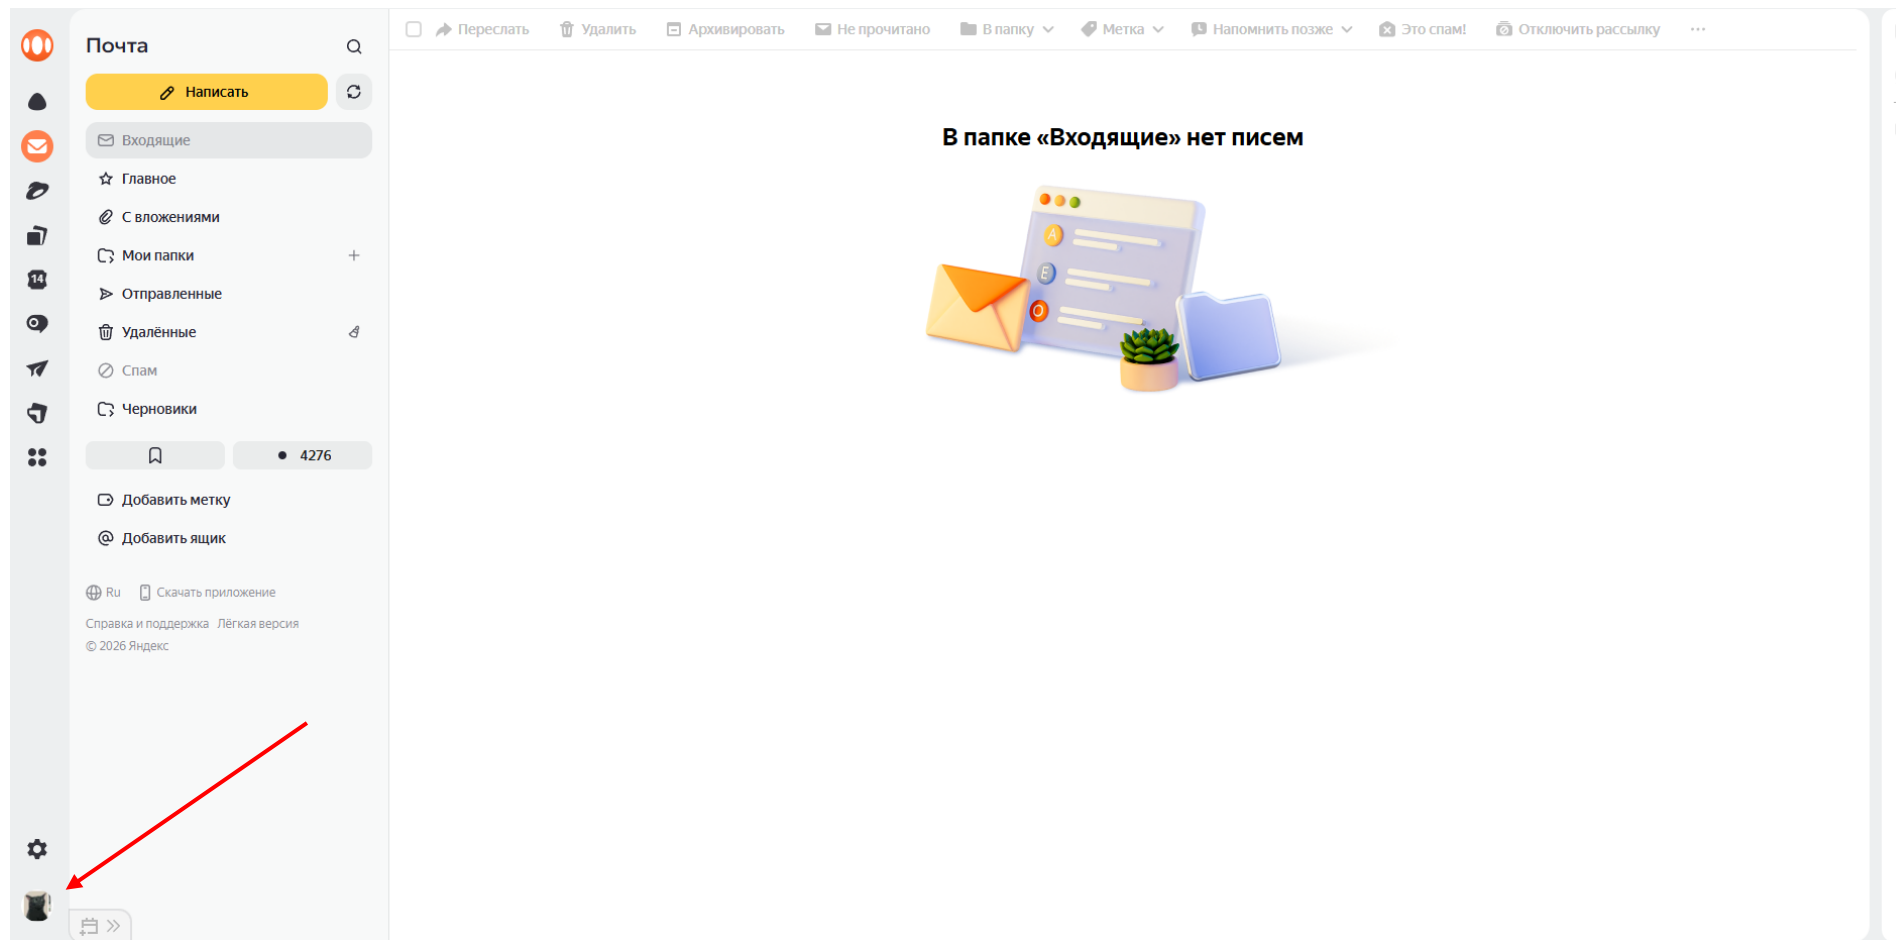 Почта
Написать
Входящие
Главное
С вложениями
Мои папки
Отправленные
Удалённые
Спам
Черновики
4276
Добавить метку
Добавить ящик
Ru Скачать приложение
Справка и поддержка Лёгкая версия
© 2026 Яндекс
14
Переслать Удалить Архивировать Не прочитано В папку Метка Напомнить позже Это спам! Отключить рассылку ...
В папке «Входящие» нет писем
A
E
O